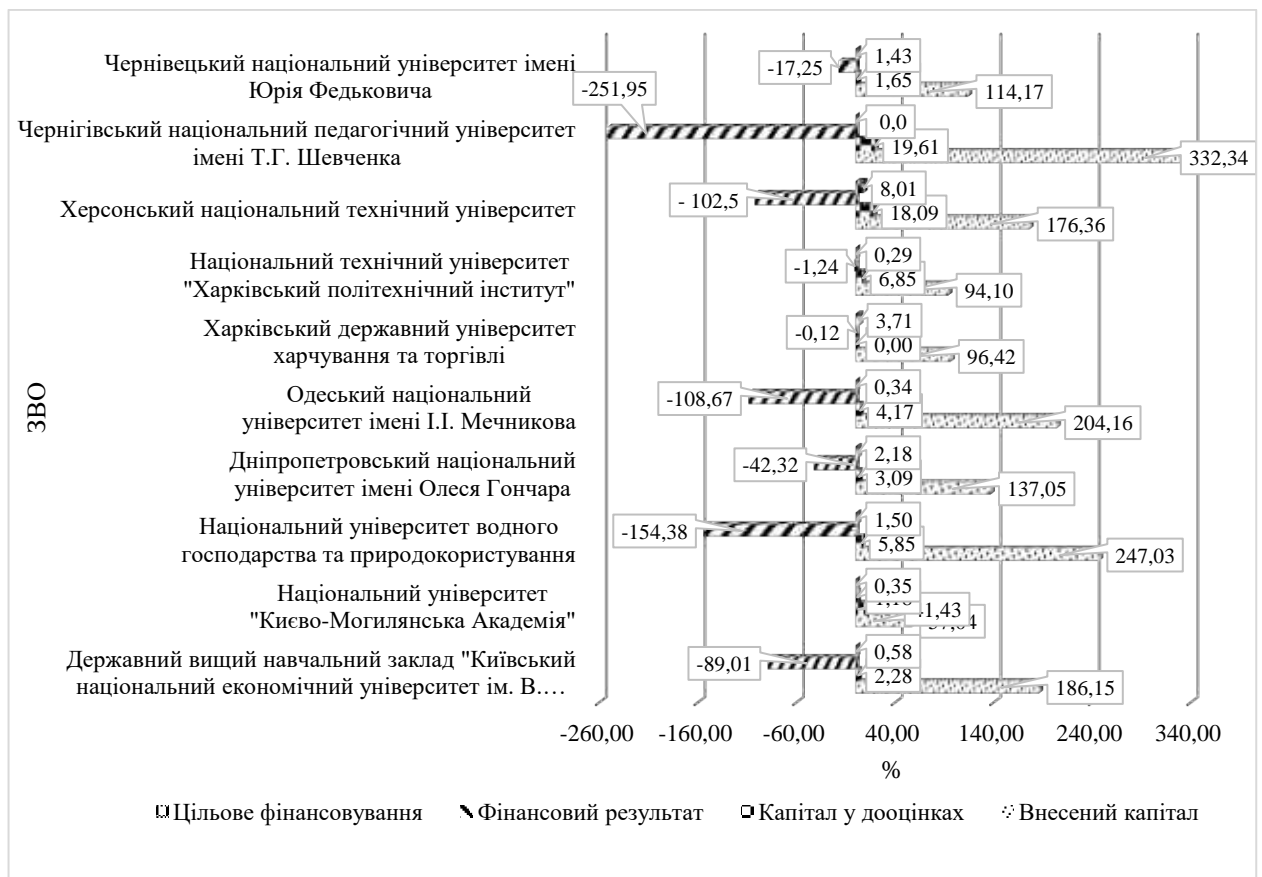 Чернівецький національний університет імені
Юрія Федьковича
-17,25
1,43
1,65
114,17
-251,95
Чернігівський національний педагогічний університет
імені Т.Г. Шевченка
0,0
19,61
332,34
Херсонський національний технічний університет
- 102,5
8,01
18,09
176,36
Національний технічний університет
"Харківський політехнічний інститут"
-1,24
0,29
6,85
94,10
Харківський державний університет
харчування та торгівлі
-0,12
3,71
0,00
96,42
ЗВО
Одеський національний
університет імені І.І. Мечникова
-108,67
0,34
4,17
204,16
Дніпропетровський національний
університет імені Олеся Гончара
-42,32
2,18
3,09
137,05
Національний університет водного
господарства та природокористування
-154,38
1,50
5,85
247,03
Національний університет
"Києво-Могилянська Академія"
0,35
Державний вищий навчальний заклад "Київський
національний економічний університет ім. В.…
-89,01
0,58
2,28
186,15
-260,00 -160,00 -60,00 40,00 140,00 240,00 340,00
%
Цільове фінансовування Фінансовий результат Капітал у дооцінках Внесений капітал